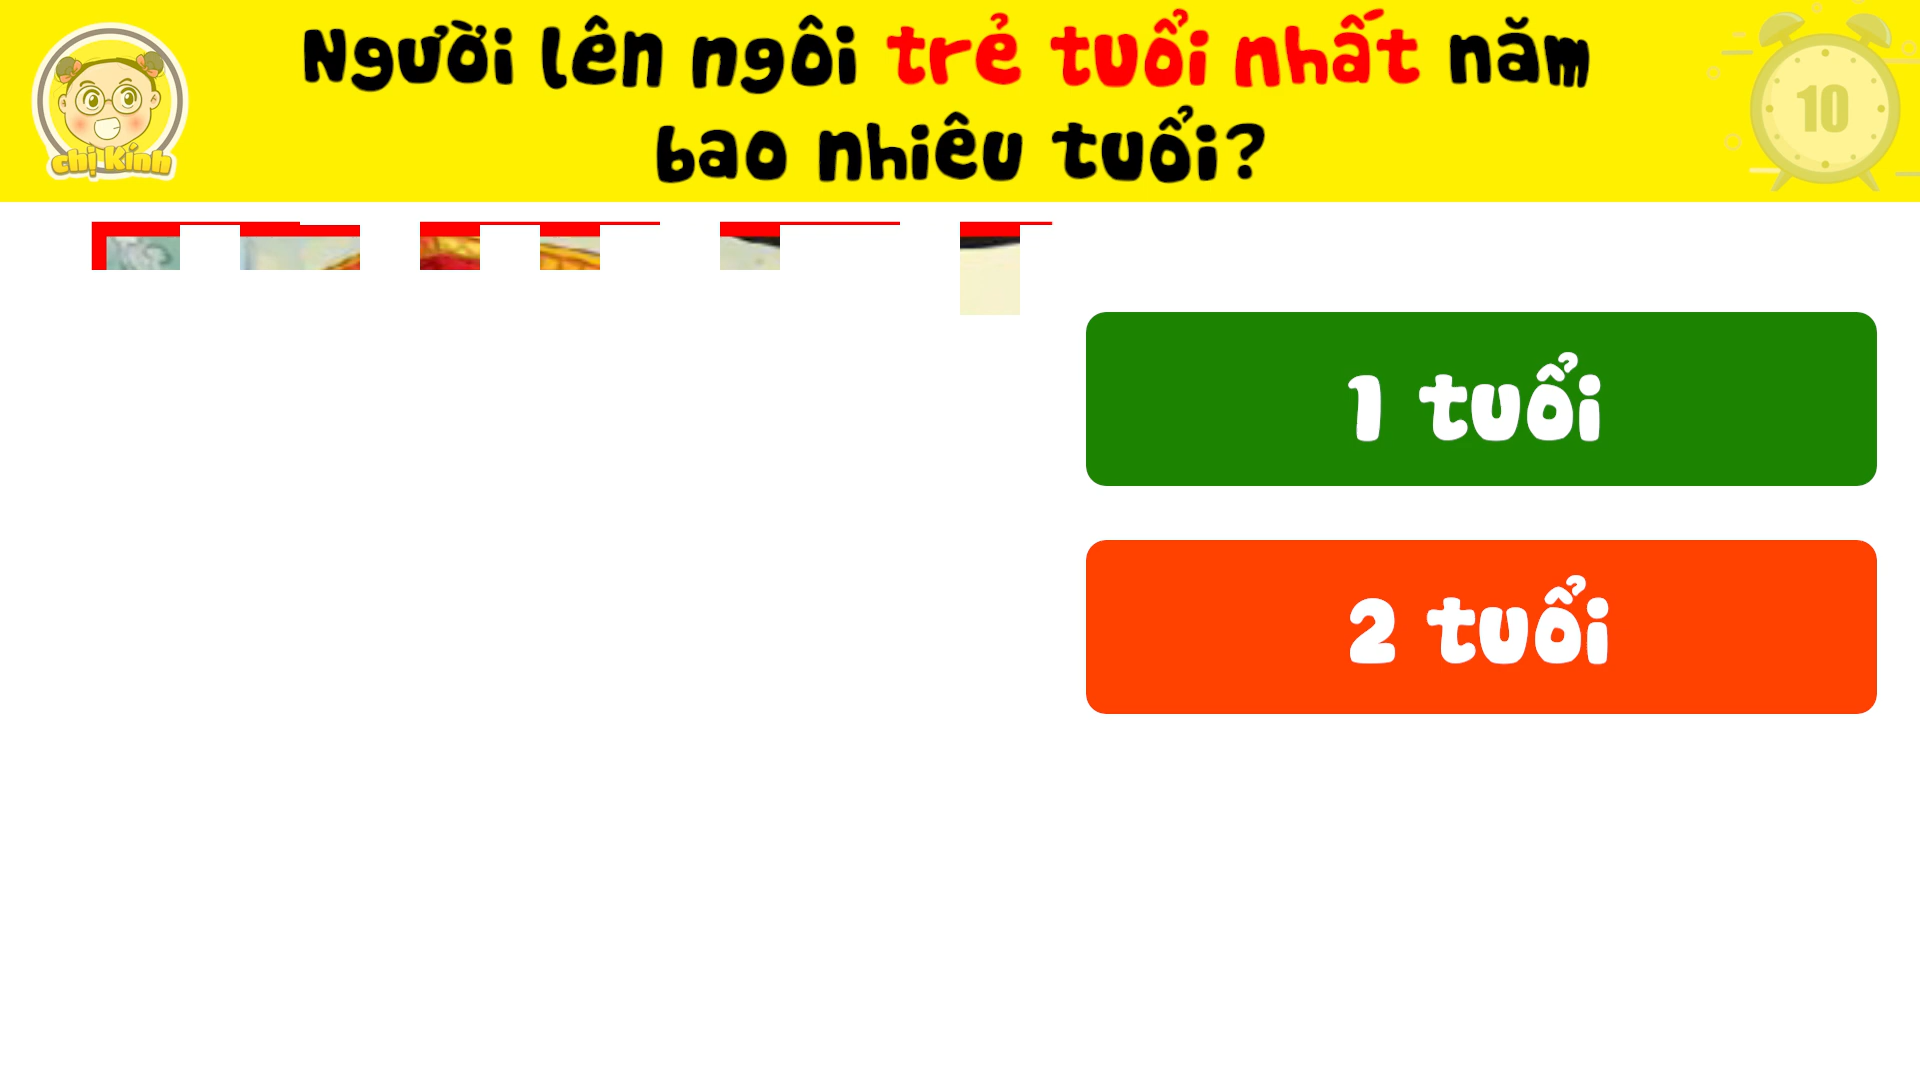 Người lên ngôi trẻ tuổi nhất năm
bao nhiêu tuổi?
chị Kính
10
1 tuổi
2 tuổi